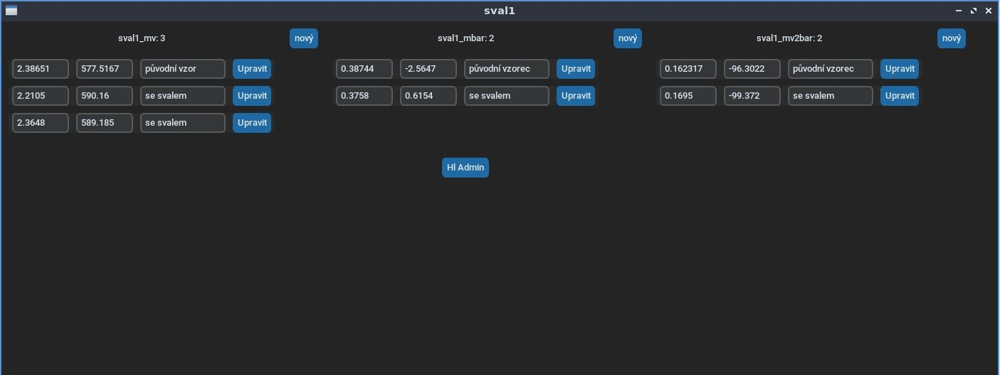 sval1
sval1_mv: 3 nový sval1_mbar: 2 nový sval1_mv2bar: 2 nový
2.38651 577.5167 původní vzor Upravit 0.38744 -2.5647 původní vzorec Upravit 0.162317 -96.3022 původní vzorec Upravit
2.2105 590.16 se svalem Upravit 0.3758 0.6154 se svalem Upravit 0.1695 -99.372 se svalem Upravit
2.3648 589.185 se svalem Upravit
Hl Admin